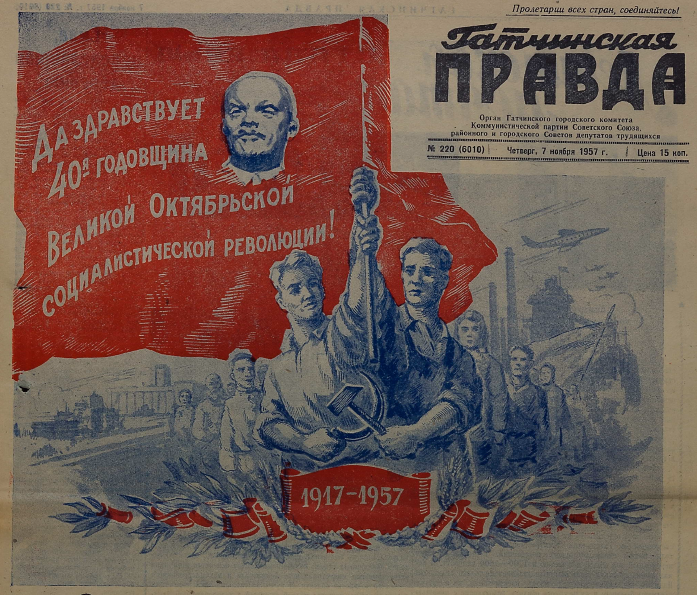 Пролетарии всех стран, соединяйтесь!
Гатчинская
ПРАВДА
Орган Гатчинского городского комитета
Коммунистической партии Советского Союза,
районного и городского Советов депутатов трудящихся
№ 220 (6010) Четверг, 7 ноября 1957 г. Цена 15 коп.
ДА ЗДРАВСТВУЕТ
40я ГОДОВЩИНА
ВЕЛИКОЙ ОКТЯБРЬСКОЙ
СОЦИАЛИСТИЧЕСКОЙ РЕВОЛЮЦИИ!
1917-1957